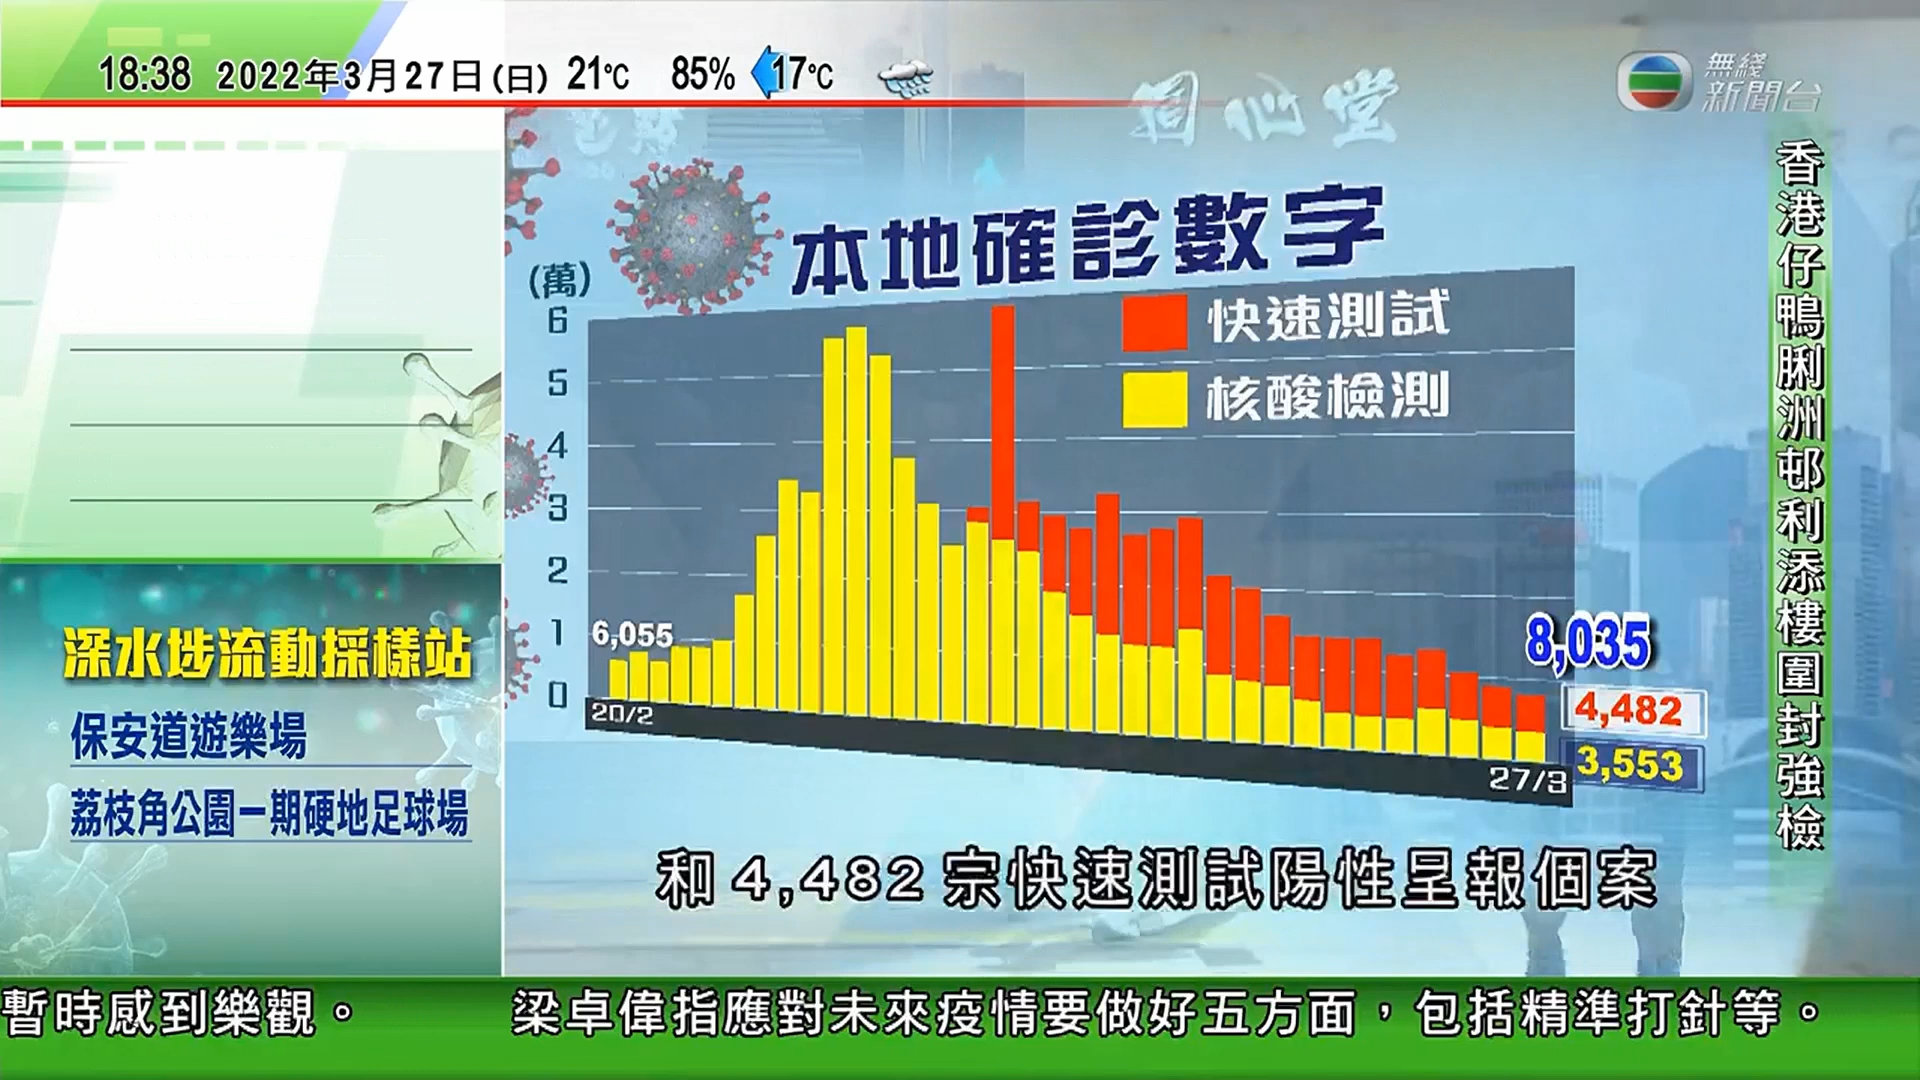 18:38 2022年3月27日(日) 21℃ 85% 17℃
無綫
新聞台
同心堂
本地確診數字
(萬)
6
5
4
3
2
1
0
快速測試
核酸檢測
6,055
8,035
4,482
3,553
20/2
27/3
和4,482宗快速測試陽性呈報個案
香港仔鴨脷洲邨利添樓圍封強檢
深水埗流動採樣站
保安道遊樂場
荔枝角公園一期硬地足球場
暫時感到樂觀。 梁卓偉指應對未來疫情要做好五方面，包括精準打針等。